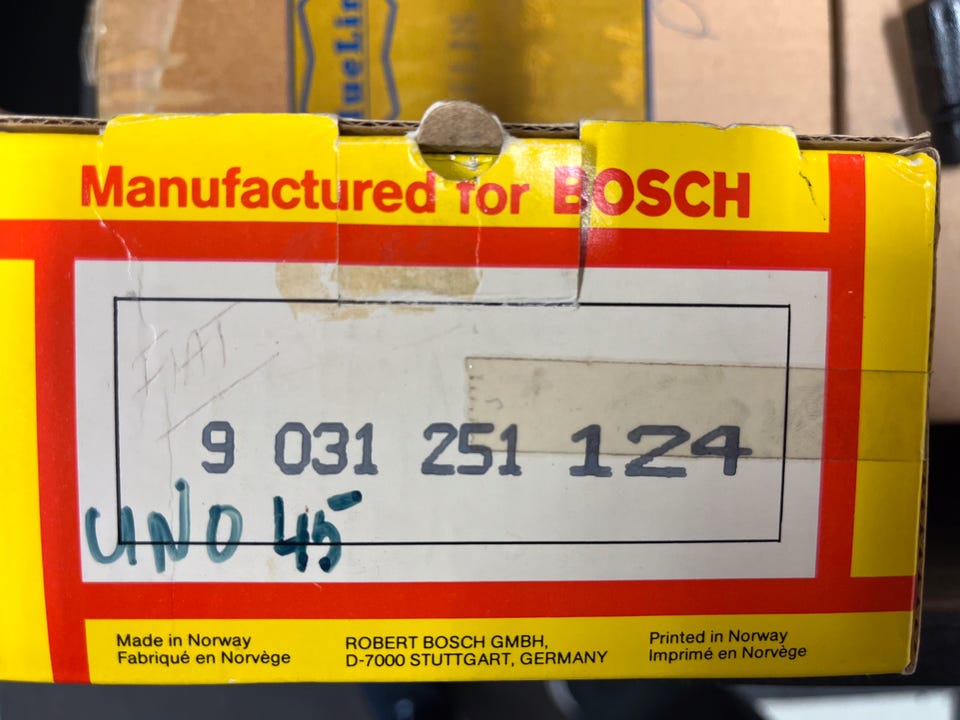 Manufactured for BOSCH
FIAT
9 031 251 124
UNO 45
Made in Norway
Fabriqué en Norvège
ROBERT BOSCH GMBH,
D-7000 STUTTGART, GERMANY
Printed in Norway
Imprimé en Norvège